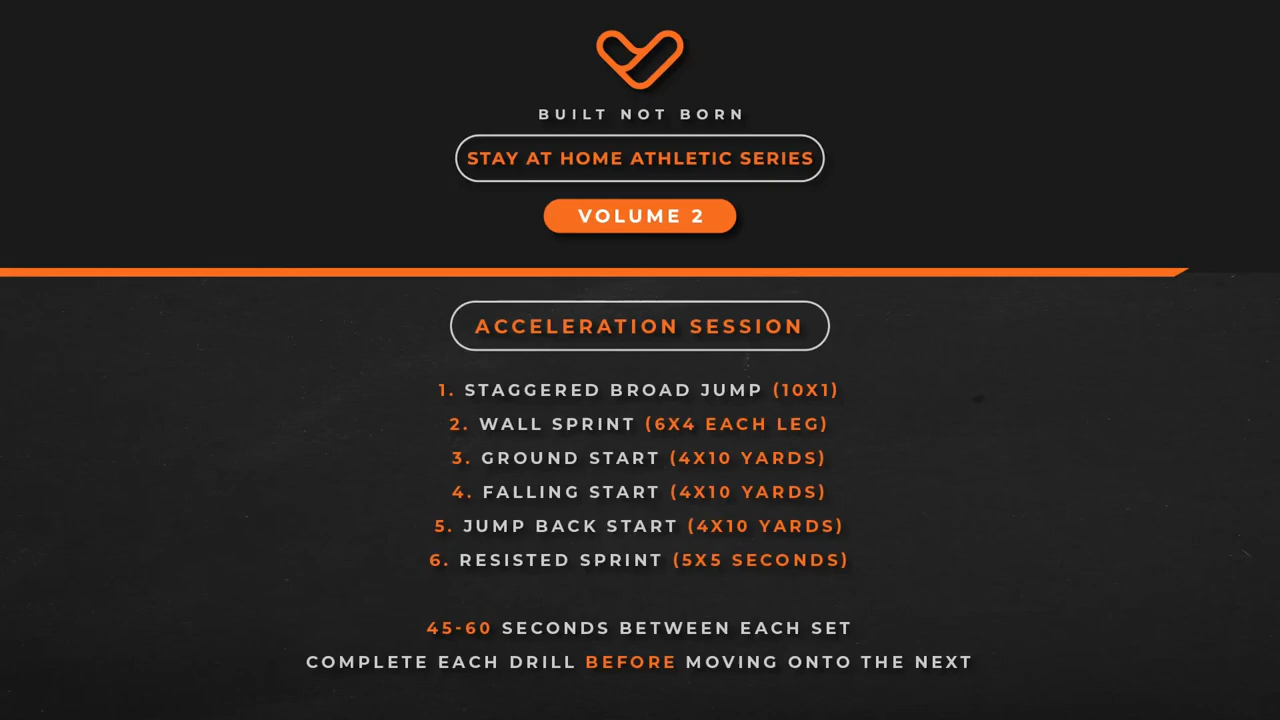 BUILT NOT BORN
STAY AT HOME ATHLETIC SERIES
VOLUME 2
ACCELERATION SESSION
1. STAGGERED BROAD JUMP (10X1)
2. WALL SPRINT (6X4 EACH LEG)
3. GROUND START (4X10 YARDS)
4. FALLING START (4X10 YARDS)
5. JUMP BACK START (4X10 YARDS)
6. RESISTED SPRINT (5X5 SECONDS)
45-60 SECONDS BETWEEN EACH SET
COMPLETE EACH DRILL BEFORE MOVING ONTO THE NEXT